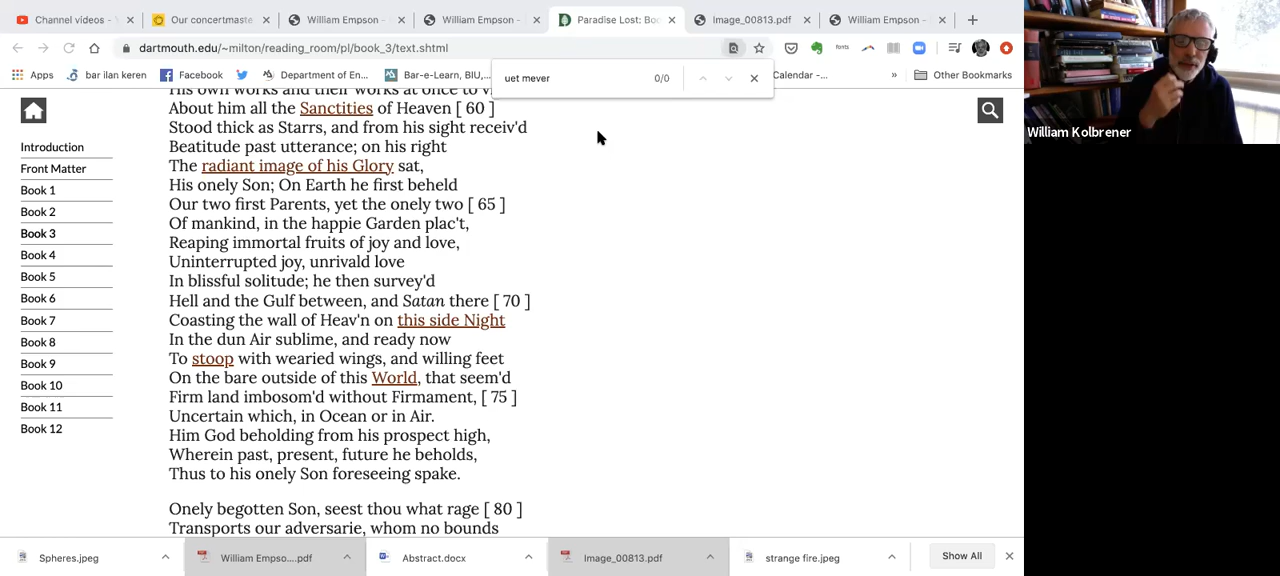 Channel videos - Y
Our concertmaste
William Empson -
William Empson -
Paradise Lost: Boo
image_00813.pdf
William Empson -
dartmouth.edu/~milton/reading_room/pl/book_3/text.shtml
fonts
Apps
bar ilan keren
Facebook
Department of En...
Bar-e-Learn, BIU,...
Calendar -...
»
Other Bookmarks
uet mever
0/0
William Kolbrener
Introduction
Front Matter
Book 1
Book 2
Book 3
Book 4
Book 5
Book 6
Book 7
Book 8
Book 9
Book 10
Book 11
Book 12
His own works and their works at once to v
About him all the Sanctities of Heaven [ 60 ]
Stood thick as Starrs, and from his sight receiv'd
Beatitude past utterance; on his right
The radiant image of his Glory sat,
His onely Son; On Earth he first beheld
Our two first Parents, yet the onely two [ 65 ]
Of mankind, in the happie Garden plac't,
Reaping immortal fruits of joy and love,
Uninterrupted joy, unrivald love
In blissful solitude; he then survey'd
Hell and the Gulf between, and Satan there [ 70 ]
Coasting the wall of Heav'n on this side Night
In the dun Air sublime, and ready now
To stoop with wearied wings, and willing feet
On the bare outside of this World, that seem'd
Firm land imbosom'd without Firmament, [ 75 ]
Uncertain which, in Ocean or in Air.
Him God beholding from his prospect high,
Wherein past, present, future he beholds,
Thus to his onely Son foreseeing spake.
Onely begotten Son, seest thou what rage [ 80 ]
Transports our adversarie, whom no bounds
Spheres.jpeg
William Empso....pdf
Abstract.docx
Image_00813.pdf
strange fire.jpeg
Show All